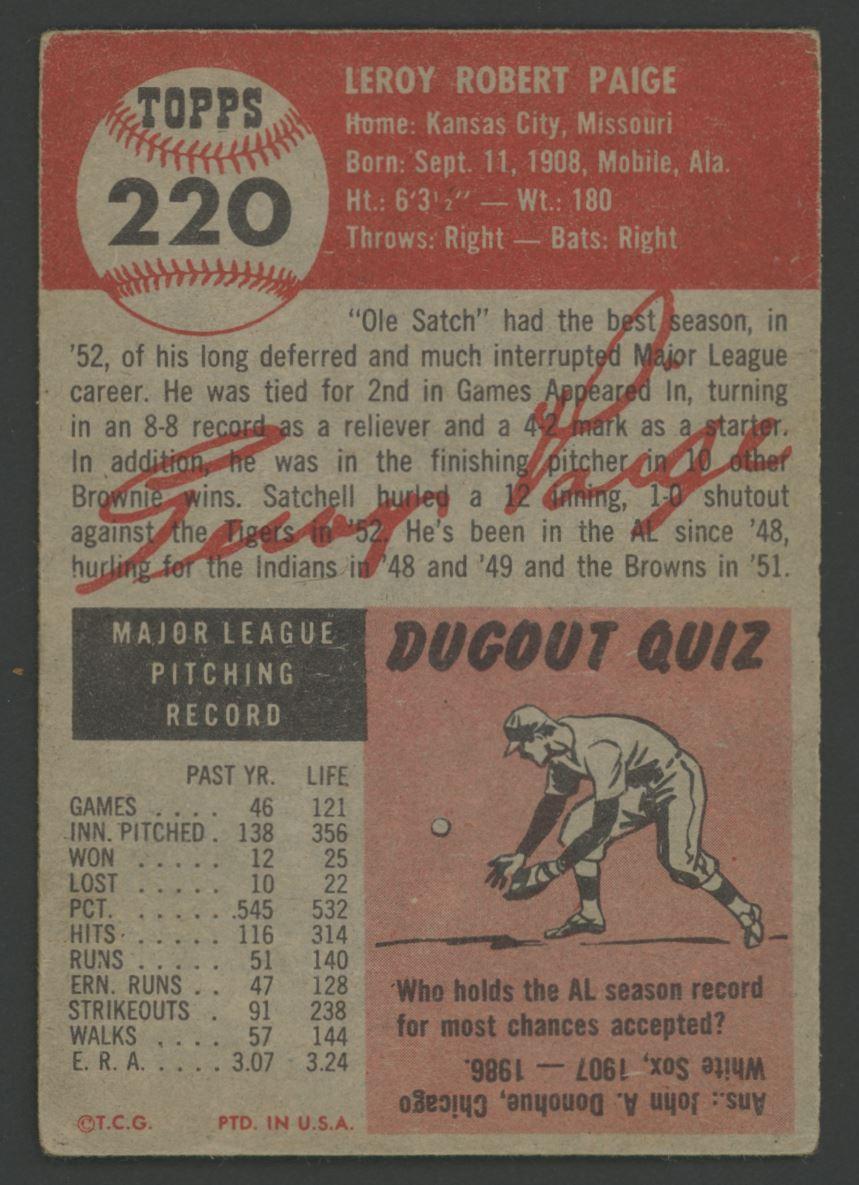 TOPPS
220
LEROY ROBERT PAIGE
Home: Kansas City, Missouri
Born: Sept. 11, 1908, Mobile, Ala.
Ht.: 6'3½" — Wt.: 180
Throws: Right — Bats: Right
"Ole Satch" had the best season, in
'52, of his long deferred and much interrupted Major League
career. He was tied for 2nd in Games Appeared In, turning
in an 8-8 record as a reliever and a 4-2 mark as a starter.
In addition, he was in the finishing pitcher in 10 other
Brownie wins. Satchell hurled a 12 inning, 1-0 shutout
against the Tigers in '52. He's been in the AL since '48,
hurling for the Indians in '48 and '49 and the Browns in '51.
Leroy Paige
MAJOR LEAGUE
PITCHING
RECORD
PAST YR. LIFE
GAMES . . . . 46 121
INN. PITCHED . 138 356
WON . . . . . 12 25
LOST . . . . . 10 22
PCT. . . . . . .545 532
HITS . . . . . 116 314
RUNS . . . . . 51 140
ERN. RUNS . . 47 128
STRIKEOUTS . 91 238
WALKS . . . . 57 144
E. R. A. . . . . 3.07 3.24
©T.C.G. PTD. IN U.S.A.
DUGOUT QUIZ
Who holds the AL season record
for most chances accepted?
Ans.: John A. Donohue, Chicago
White Sox, 1907 — 1986.